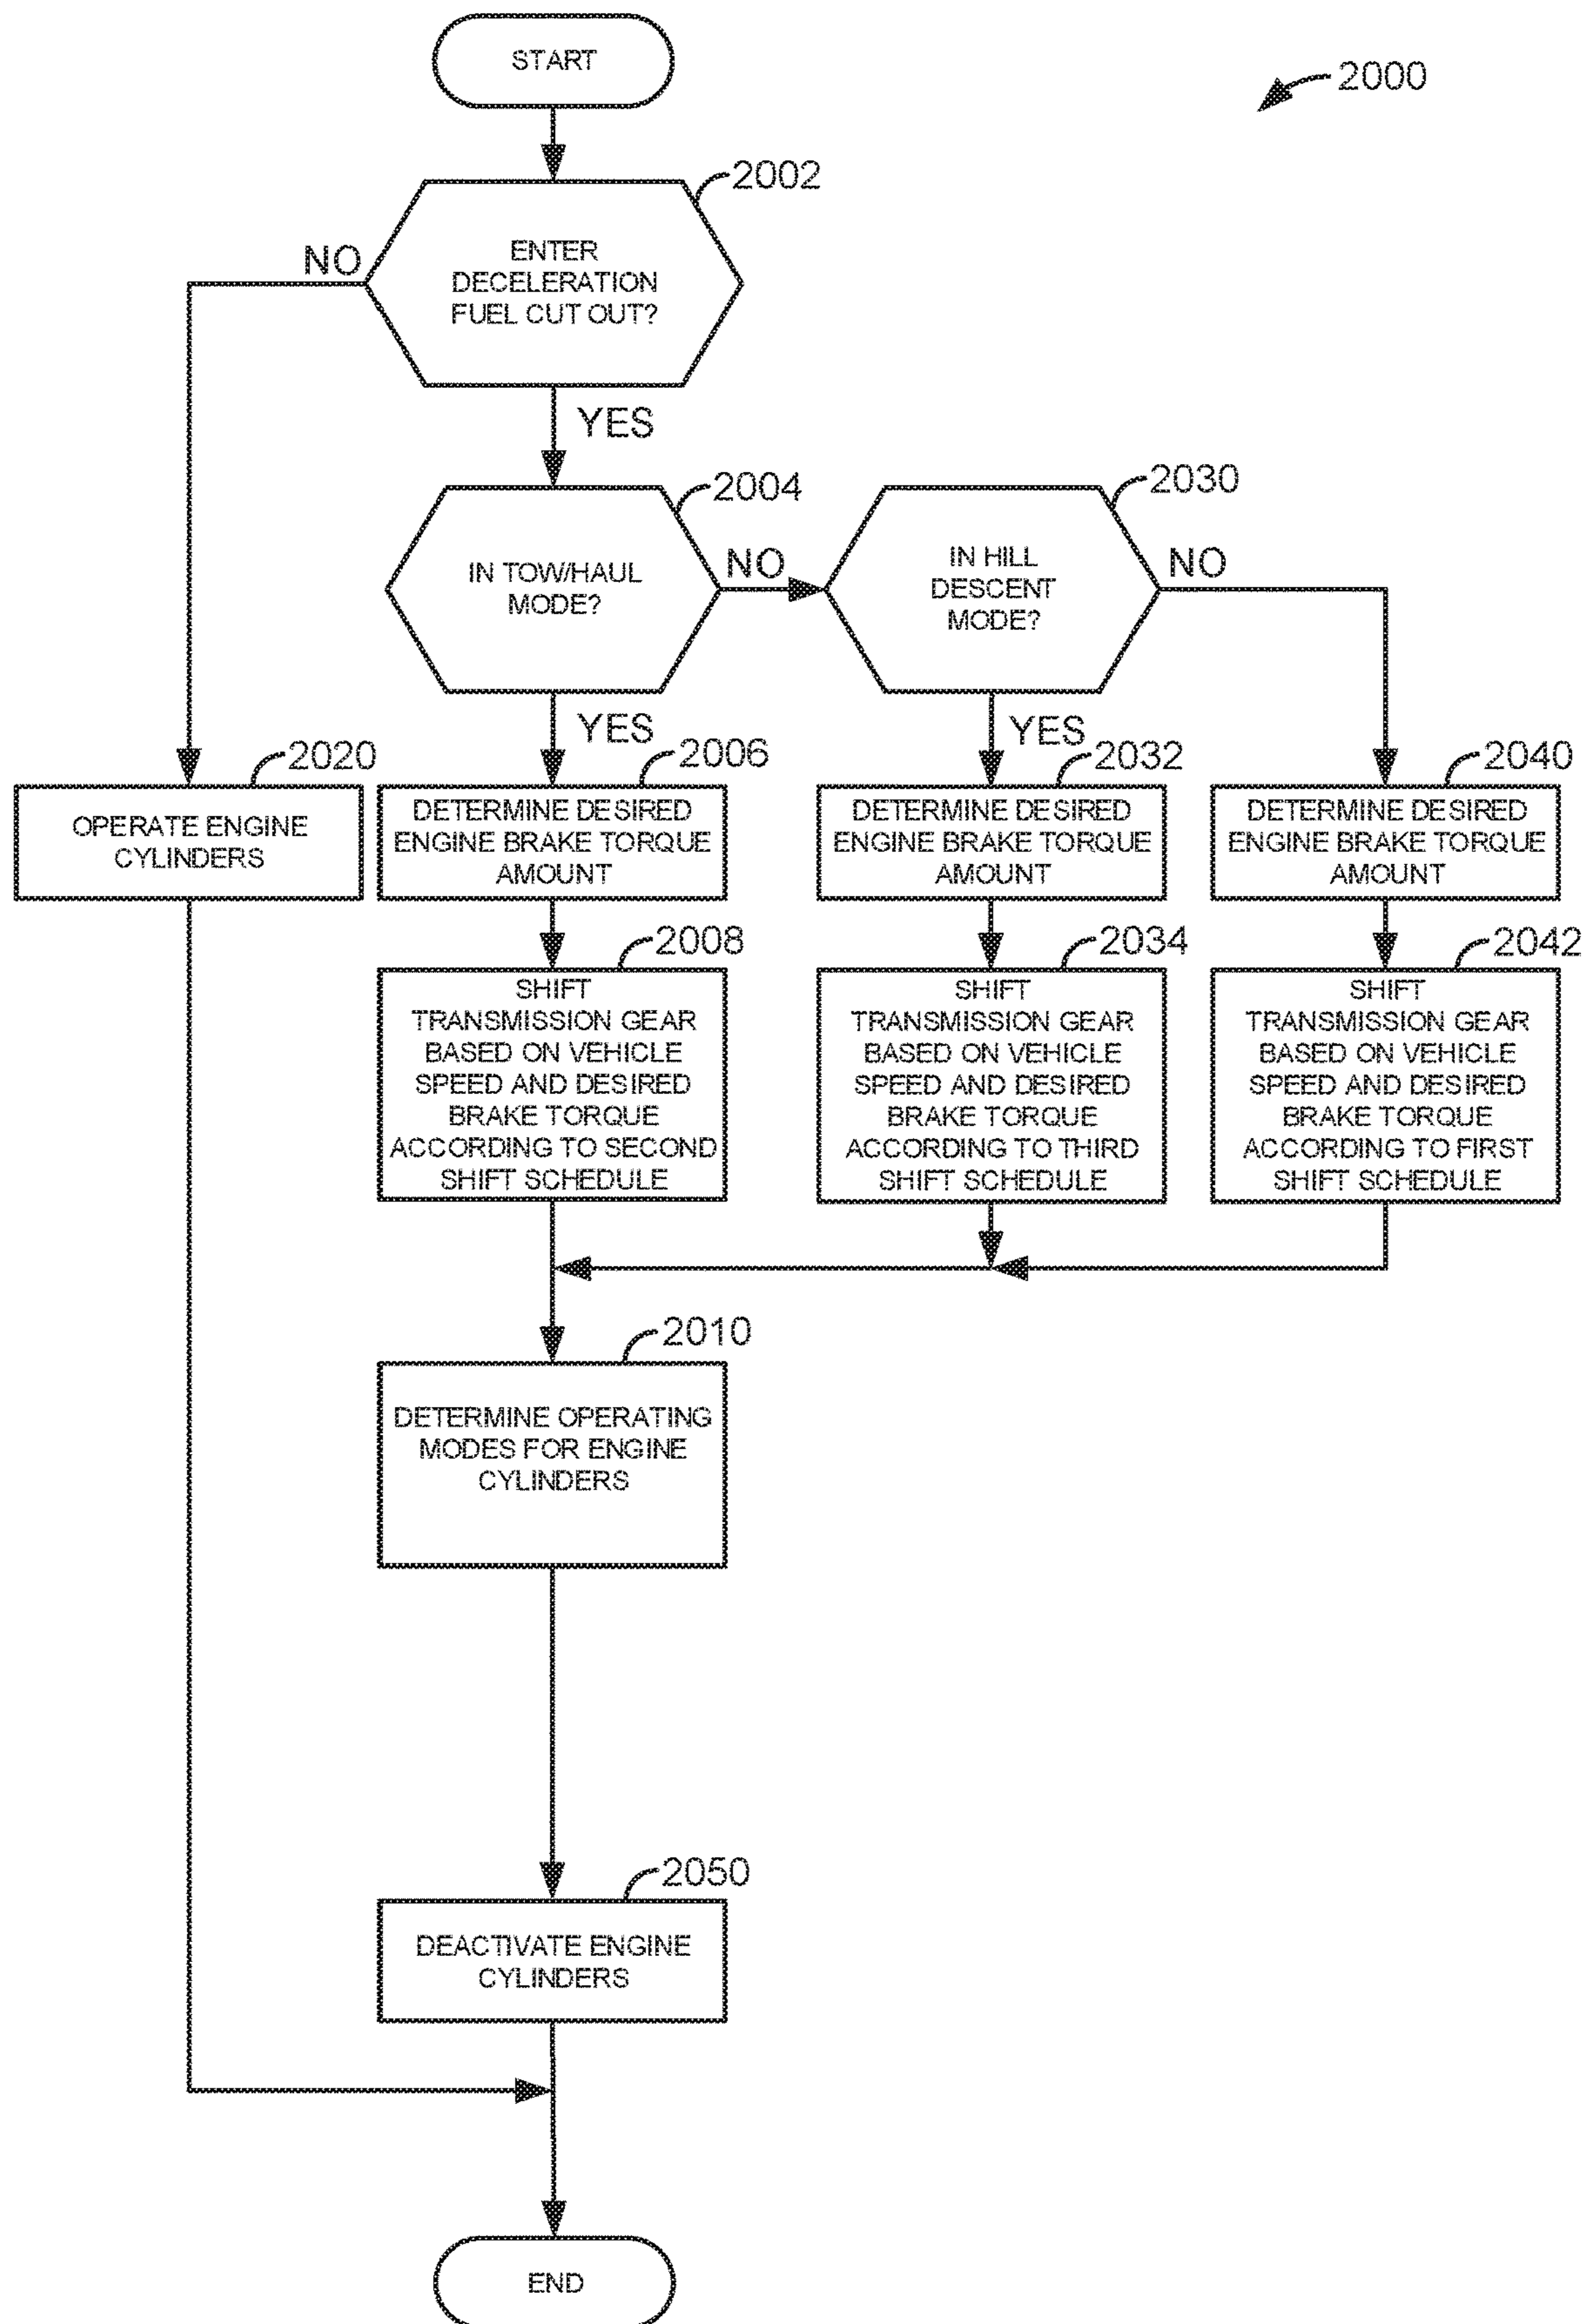 START
2000
2002
ENTER
DECELERATION
FUEL CUT OUT?
NO
YES
2004
IN TOW/HAUL
MODE?
NO
2030
IN HILL
DESCENT
MODE?
NO
YES
YES
2020
OPERATE ENGINE
CYLINDERS
2006
DETERMINE DESIRED
ENGINE BRAKE TORQUE
AMOUNT
2032
DETERMINE DESIRED
ENGINE BRAKE TORQUE
AMOUNT
2040
DETERMINE DESIRED
ENGINE BRAKE TORQUE
AMOUNT
2008
SHIFT
TRANSMISSION GEAR
BASED ON VEHICLE
SPEED AND DESIRED
BRAKE TORQUE
ACCORDING TO SECOND
SHIFT SCHEDULE
2034
SHIFT
TRANSMISSION GEAR
BASED ON VEHICLE
SPEED AND DESIRED
BRAKE TORQUE
ACCORDING TO THIRD
SHIFT SCHEDULE
2042
SHIFT
TRANSMISSION GEAR
BASED ON VEHICLE
SPEED AND DESIRED
BRAKE TORQUE
ACCORDING TO FIRST
SHIFT SCHEDULE
2010
DETERMINE OPERATING
MODES FOR ENGINE
CYLINDERS
2050
DEACTIVATE ENGINE
CYLINDERS
END